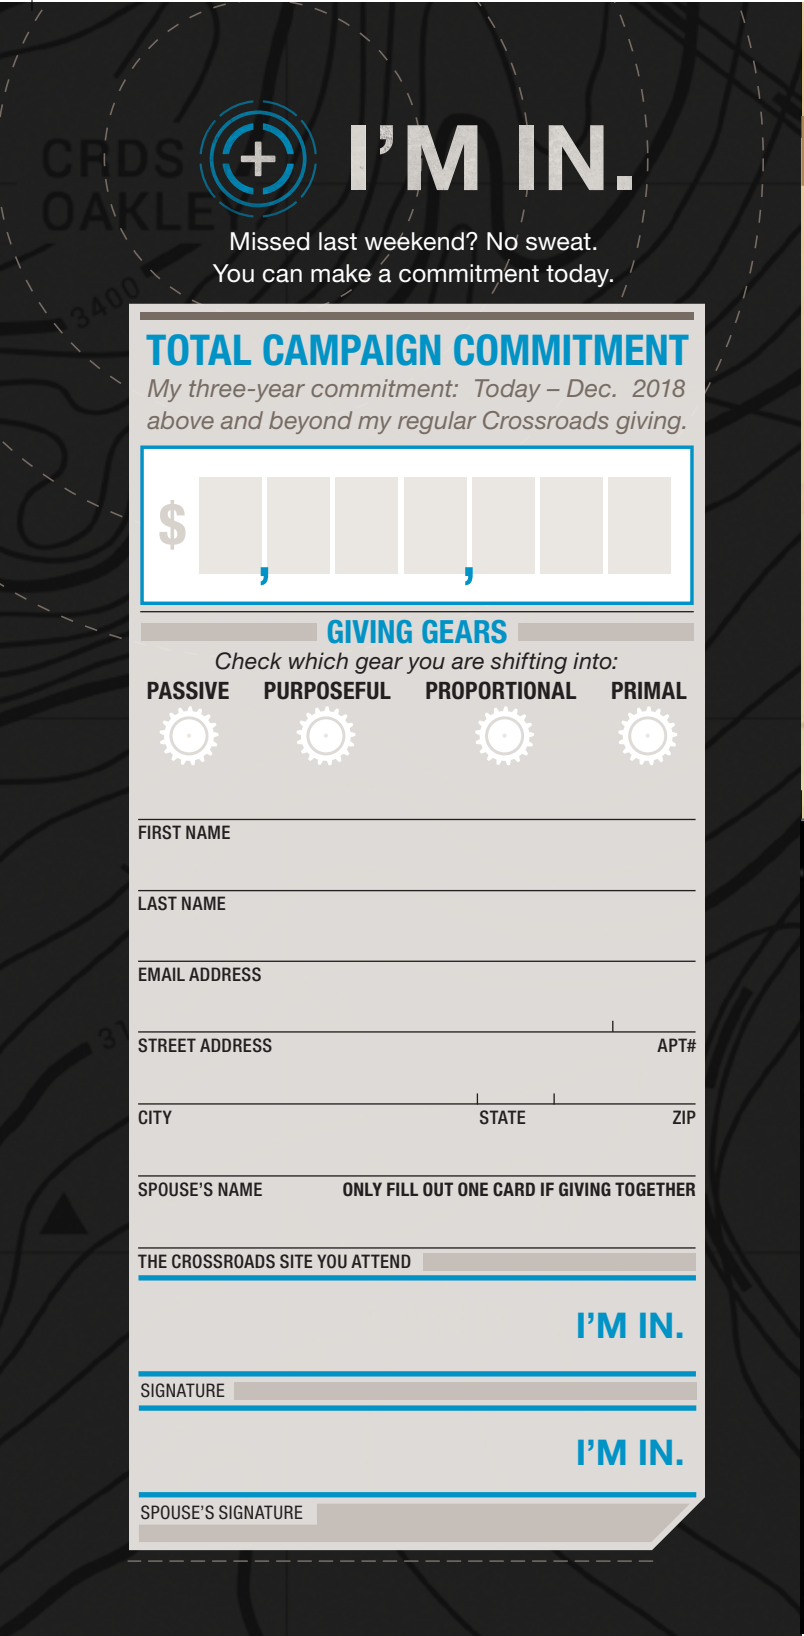 CRDS
OAKLEY
I'M IN.
Missed last weekend? No sweat.
You can make a commitment today.
3400
TOTAL CAMPAIGN COMMITMENT
My three-year commitment: Today – Dec. 2018
above and beyond my regular Crossroads giving.
$ , ,
GIVING GEARS
Check which gear you are shifting into:
PASSIVE PURPOSEFUL PROPORTIONAL PRIMAL
FIRST NAME
LAST NAME
EMAIL ADDRESS
STREET ADDRESS APT#
CITY STATE ZIP
SPOUSE'S NAME ONLY FILL OUT ONE CARD IF GIVING TOGETHER
THE CROSSROADS SITE YOU ATTEND
I'M IN.
SIGNATURE
I'M IN.
SPOUSE'S SIGNATURE